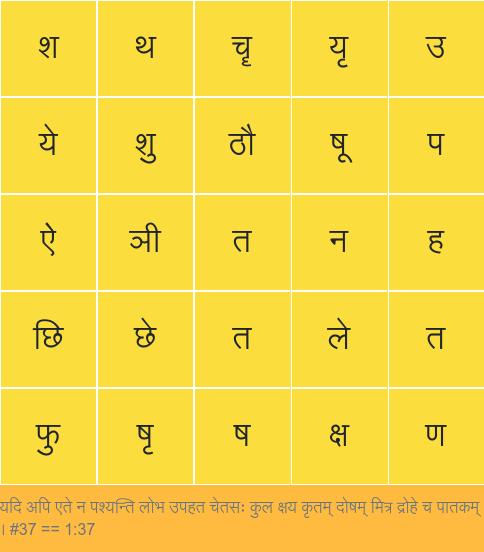 श थ चॄ यृ उ
ये शु ठौ षू प
ऐ ञी त न ह
छि छे त ले त
फु षृ ष क्ष ण
यदि अपि एते न पश्यन्ति लोभ उपहत चेतसः कुल क्षय कृतम् दोषम् मित्र द्रोहे च पातकम्
। #37 == 1:37